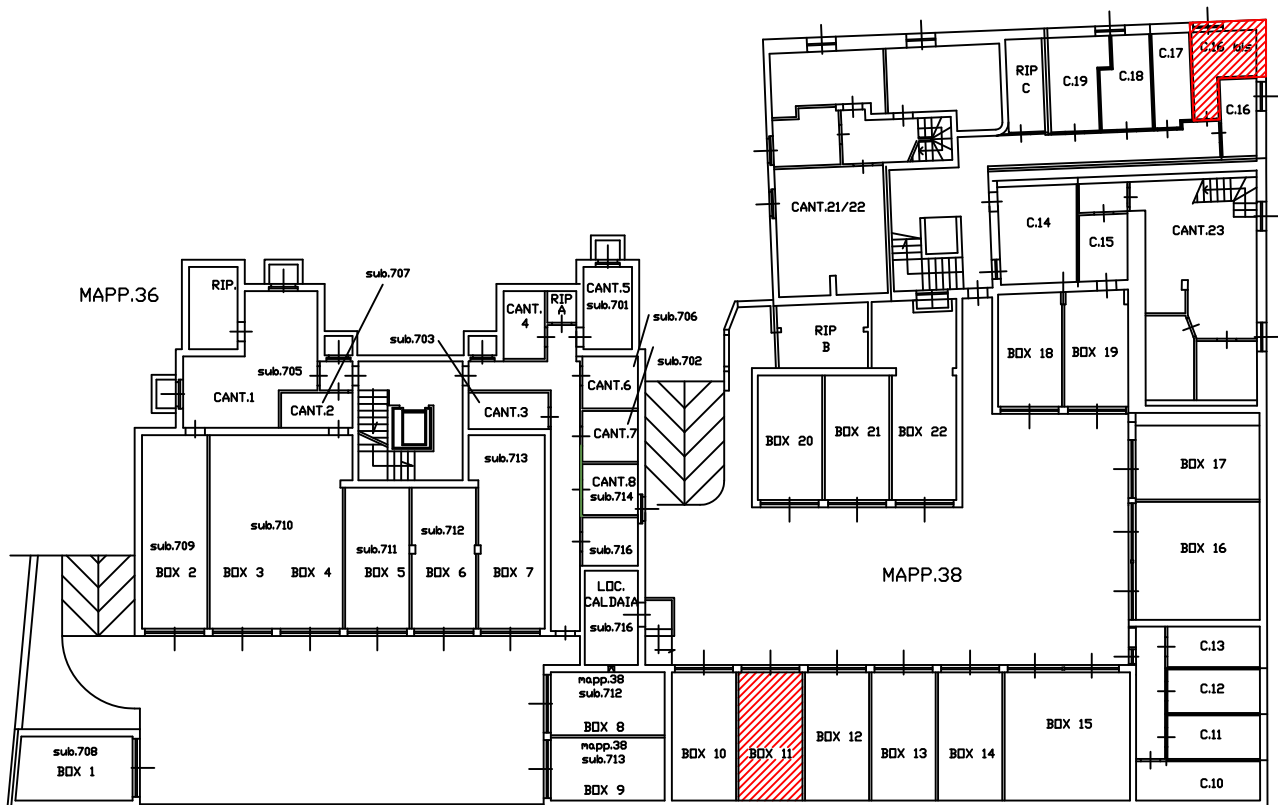 C.16 bis
C.17
C.18
C.19
RIP
C
C.16
CANT.21/22
C.14
C.15
CANT.23
MAPP.36
RIP.
sub.707
CANT.5
sub.701
CANT.
4
RIP
A
sub.703
sub.706
sub.702
sub.705
CANT.1
CANT.2
CANT.3
CANT.6
CANT.7
CANT.8
sub.714
RIP
B
BOX 18
BOX 19
BOX 20
BOX 21
BOX 22
sub.713
sub.710
sub.712
sub.709
sub.711
sub.716
BOX 2
BOX 3
BOX 4
BOX 5
BOX 6
BOX 7
LOC.
CALDAIA
sub.716
MAPP.38
BOX 17
BOX 16
C.13
C.12
C.11
C.10
mapp.38
sub.712
BOX 8
mapp.38
sub.713
BOX 9
BOX 10
BOX 11
BOX 12
BOX 13
BOX 14
BOX 15
sub.708
BOX 1